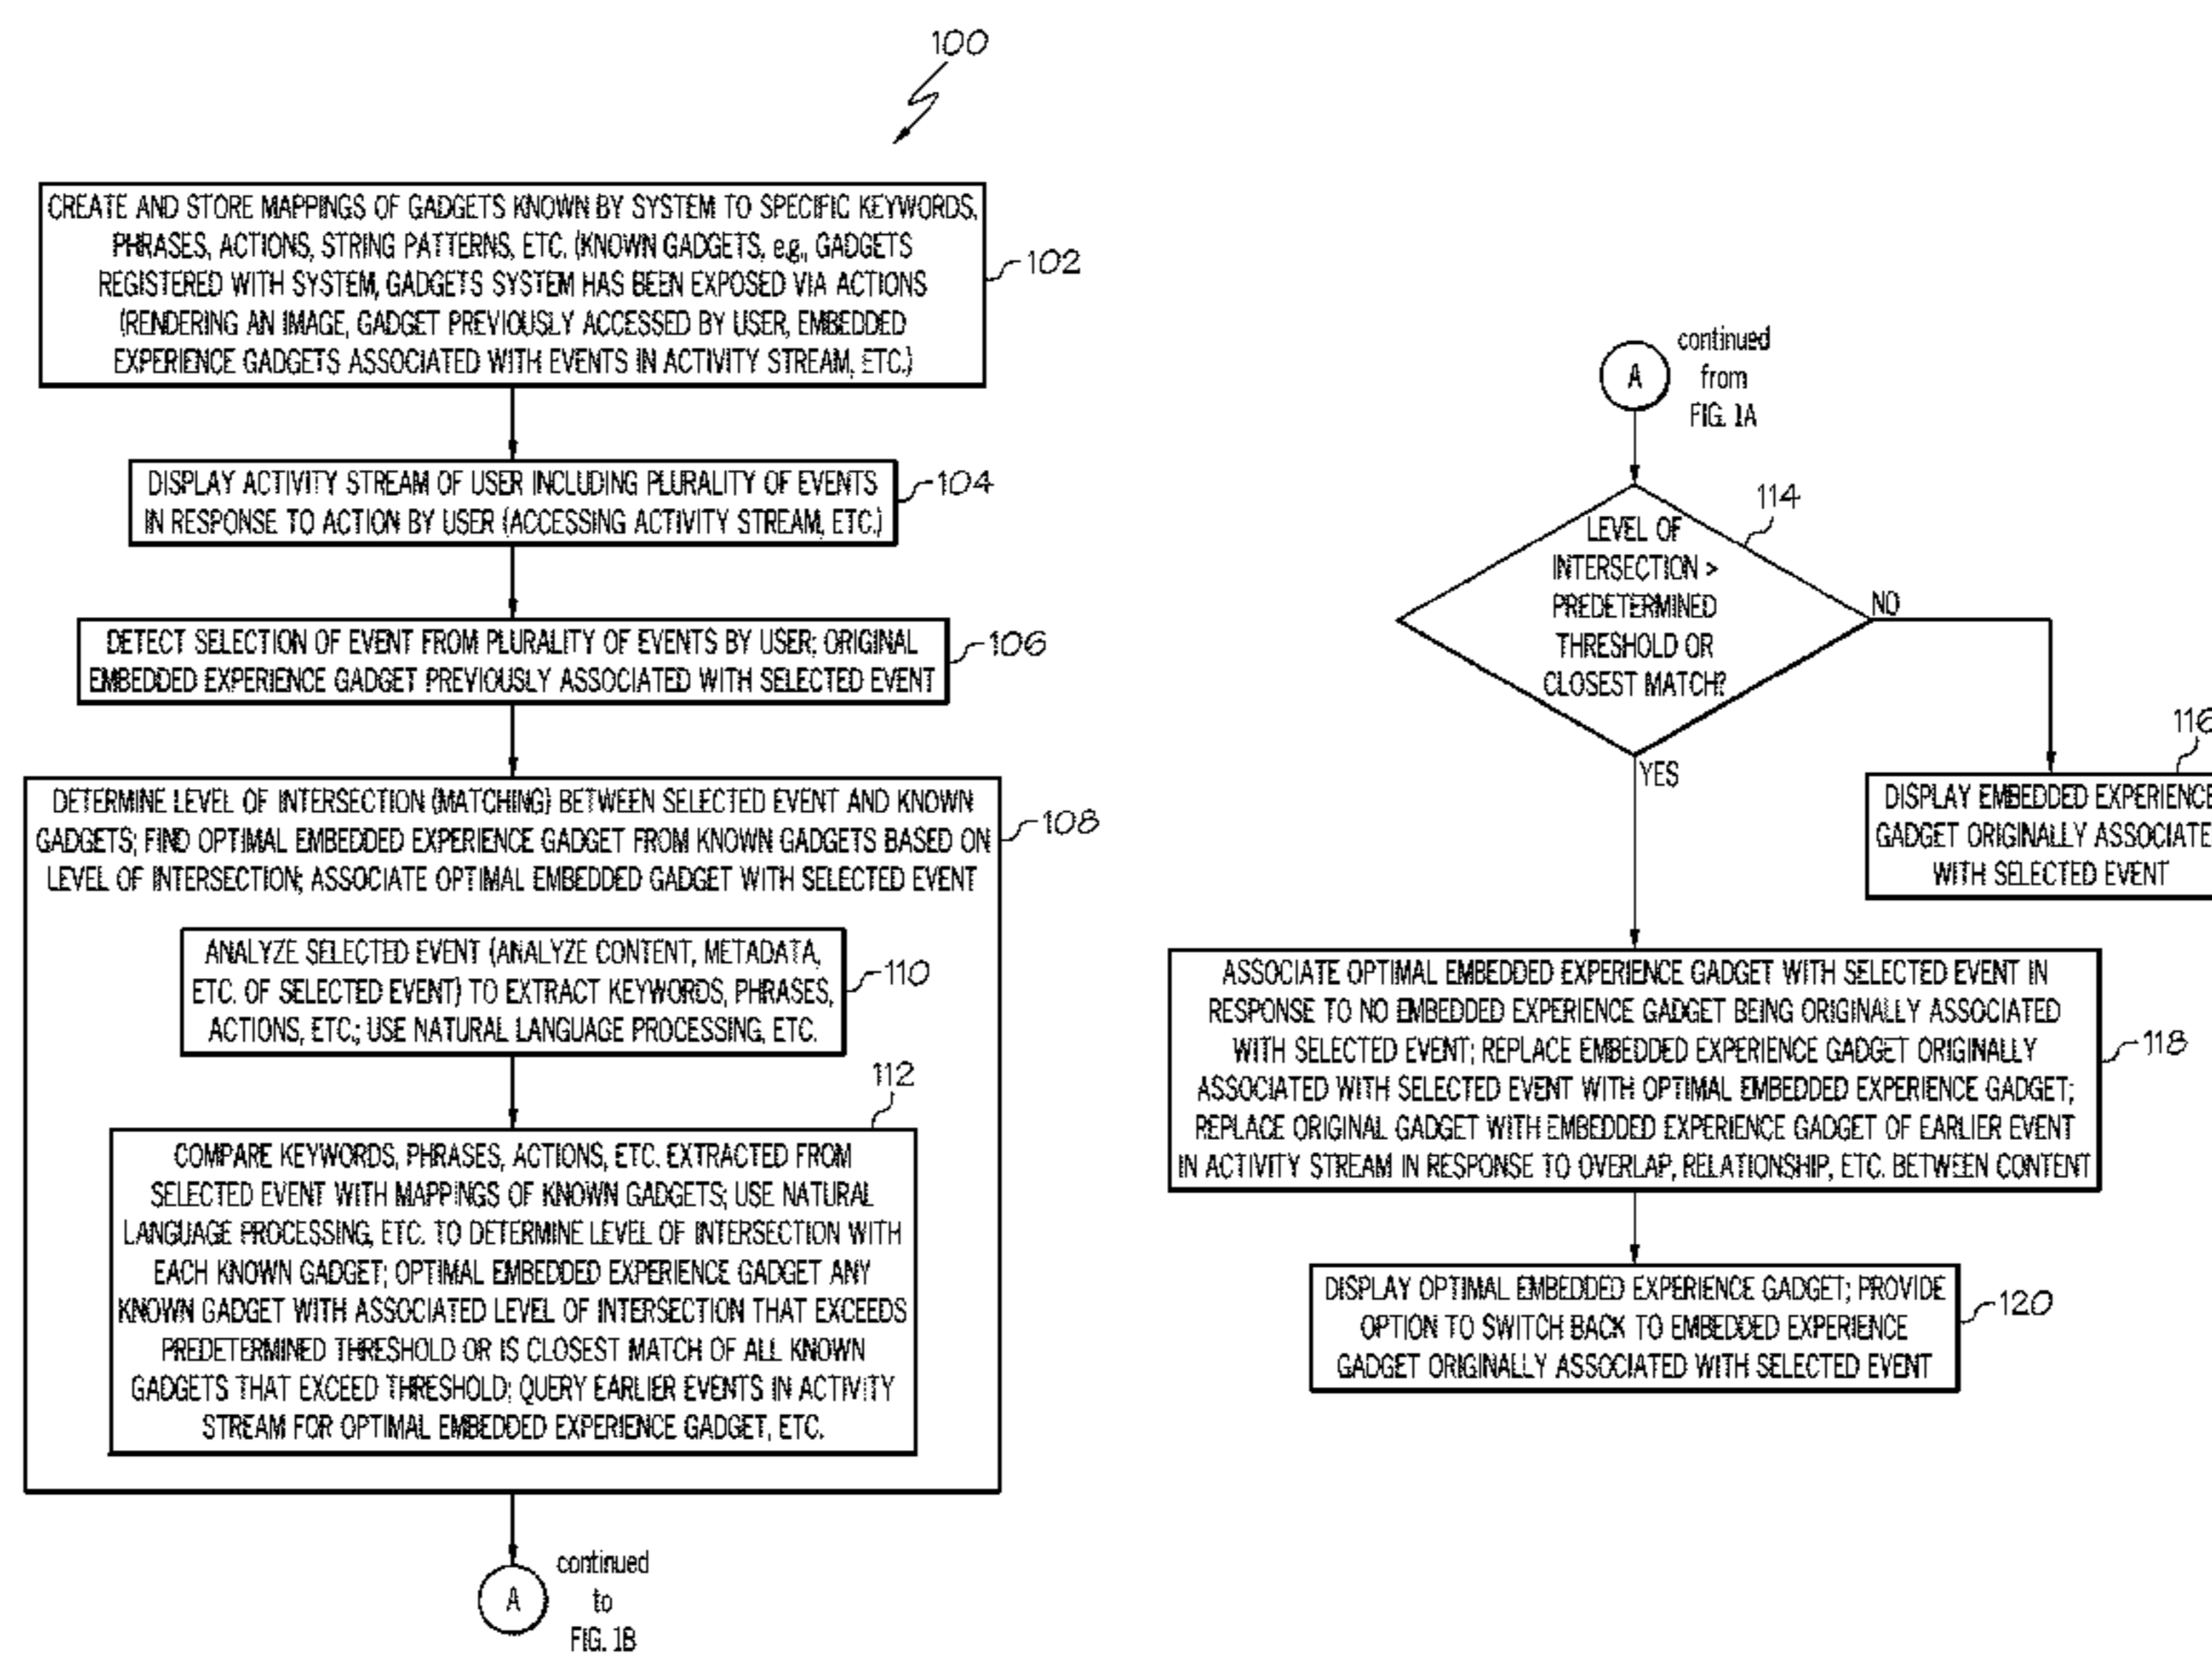 100
CREATE AND STORE MAPPINGS OF GADGETS KNOWN BY SYSTEM TO SPECIFIC KEYWORDS,
PHRASES, ACTIONS, STRING PATTERNS, ETC. (KNOWN GADGETS, e.g., GADGETS
REGISTERED WITH SYSTEM, GADGETS SYSTEM HAS BEEN EXPOSED VIA ACTIONS
(RENDERING AN IMAGE, GADGET PREVIOUSLY ACCESSED BY USER, EMBEDDED
EXPERIENCE GADGETS ASSOCIATED WITH EVENTS IN ACTIVITY STREAM, ETC.)
102
DISPLAY ACTIVITY STREAM OF USER INCLUDING PLURALITY OF EVENTS
IN RESPONSE TO ACTION BY USER (ACCESSING ACTIVITY STREAM, ETC.)
104
DETECT SELECTION OF EVENT FROM PLURALITY OF EVENTS BY USER; ORIGINAL
EMBEDDED EXPERIENCE GADGET PREVIOUSLY ASSOCIATED WITH SELECTED EVENT
106
DETERMINE LEVEL OF INTERSECTION (MATCHING) BETWEEN SELECTED EVENT AND KNOWN
GADGETS; FIND OPTIMAL EMBEDDED EXPERIENCE GADGET FROM KNOWN GADGETS BASED ON
LEVEL OF INTERSECTION; ASSOCIATE OPTIMAL EMBEDDED GADGET WITH SELECTED EVENT
108
ANALYZE SELECTED EVENT (ANALYZE CONTENT, METADATA,
ETC. OF SELECTED EVENT) TO EXTRACT KEYWORDS, PHRASES,
ACTIONS, ETC.; USE NATURAL LANGUAGE PROCESSING, ETC.
110
112
COMPARE KEYWORDS, PHRASES, ACTIONS, ETC. EXTRACTED FROM
SELECTED EVENT WITH MAPPINGS OF KNOWN GADGETS; USE NATURAL
LANGUAGE PROCESSING, ETC. TO DETERMINE LEVEL OF INTERSECTION WITH
EACH KNOWN GADGET; OPTIMAL EMBEDDED EXPERIENCE GADGET ANY
KNOWN GADGET WITH ASSOCIATED LEVEL OF INTERSECTION THAT EXCEEDS
PREDETERMINED THRESHOLD OR IS CLOSEST MATCH OF ALL KNOWN
GADGETS THAT EXCEED THRESHOLD; QUERY EARLIER EVENTS IN ACTIVITY
STREAM FOR OPTIMAL EMBEDDED EXPERIENCE GADGET, ETC.
A
continued
to
FIG. 1B
A
continued
from
FIG. 1A
114
LEVEL OF
INTERSECTION >
PREDETERMINED
THRESHOLD OR
CLOSEST MATCH?
NO
YES
116
DISPLAY EMBEDDED EXPERIENCE
GADGET ORIGINALLY ASSOCIATE
WITH SELECTED EVENT
ASSOCIATE OPTIMAL EMBEDDED EXPERIENCE GADGET WITH SELECTED EVENT IN
RESPONSE TO NO EMBEDDED EXPERIENCE GADGET BEING ORIGINALLY ASSOCIATED
WITH SELECTED EVENT; REPLACE EMBEDDED EXPERIENCE GADGET ORIGINALLY
ASSOCIATED WITH SELECTED EVENT WITH OPTIMAL EMBEDDED EXPERIENCE GADGET;
REPLACE ORIGINAL GADGET WITH EMBEDDED EXPERIENCE GADGET OF EARLIER EVENT
IN ACTIVITY STREAM IN RESPONSE TO OVERLAP, RELATIONSHIP, ETC. BETWEEN CONTENT
118
DISPLAY OPTIMAL EMBEDDED EXPERIENCE GADGET; PROVIDE
OPTION TO SWITCH BACK TO EMBEDDED EXPERIENCE
GADGET ORIGINALLY ASSOCIATED WITH SELECTED EVENT
120